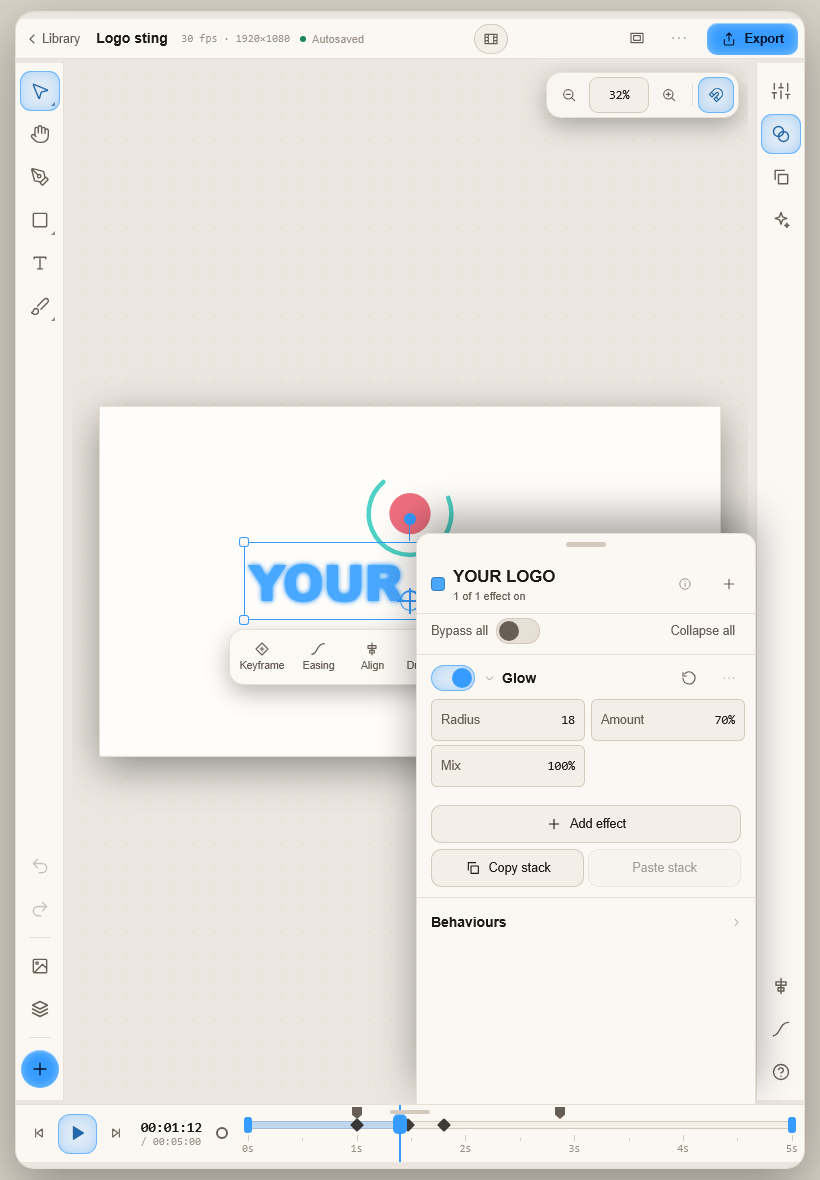 Library Logo sting 30 fps · 1920×1080 Autosaved Export
32%
YOUR
Keyframe Easing Align
YOUR LOGO
1 of 1 effect on
Bypass all Collapse all
Glow
Radius 18 Amount 70%
Mix 100%
Add effect
Copy stack Paste stack
Behaviours
00:01:12
/ 00:05:00
0s 1s 2s 3s 4s 5s